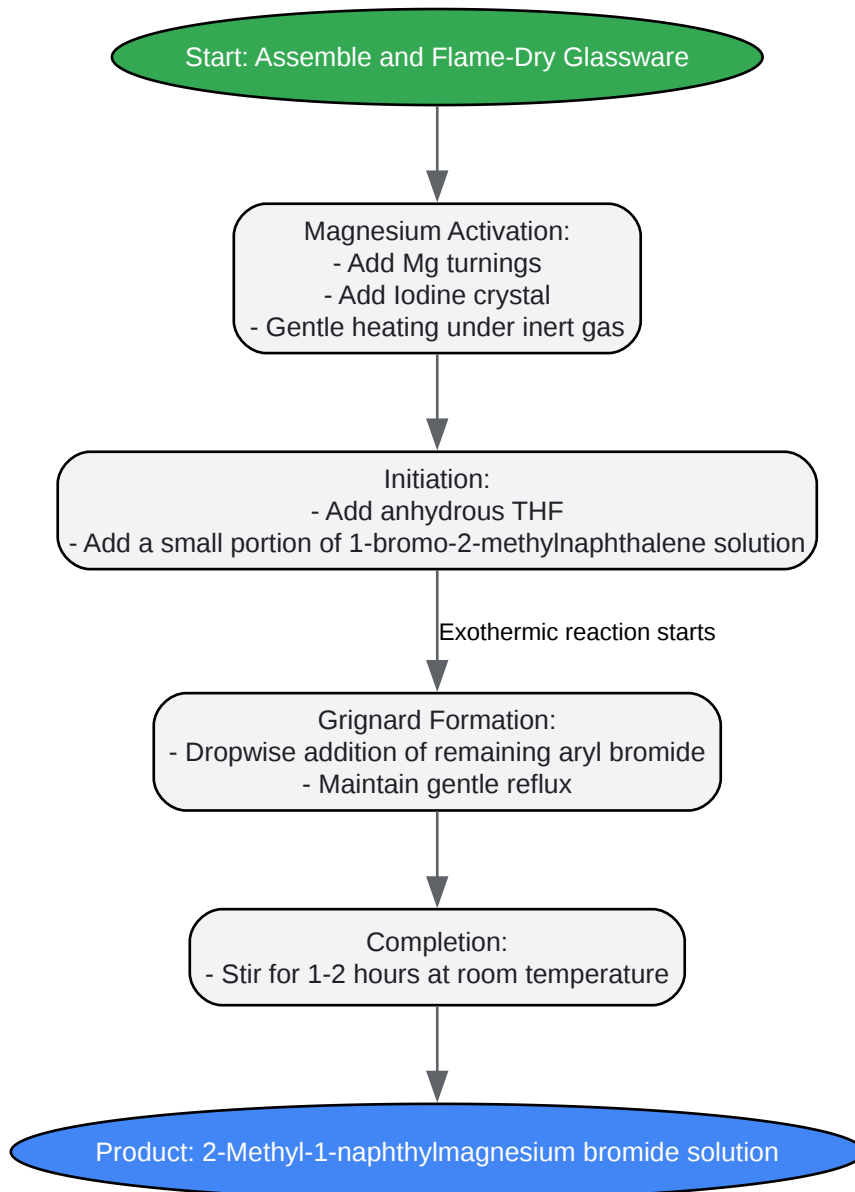 Start: Assemble and Flame-Dry Glassware
Magnesium Activation:
- Add Mg turnings
- Add Iodine crystal
- Gentle heating under inert gas
Initiation:
- Add anhydrous THF
- Add a small portion of 1-bromo-2-methylnaphthalene solution
Exothermic reaction starts
Grignard Formation:
- Dropwise addition of remaining aryl bromide
- Maintain gentle reflux
Completion:
- Stir for 1-2 hours at room temperature
Product: 2-Methyl-1-naphthylmagnesium bromide solution